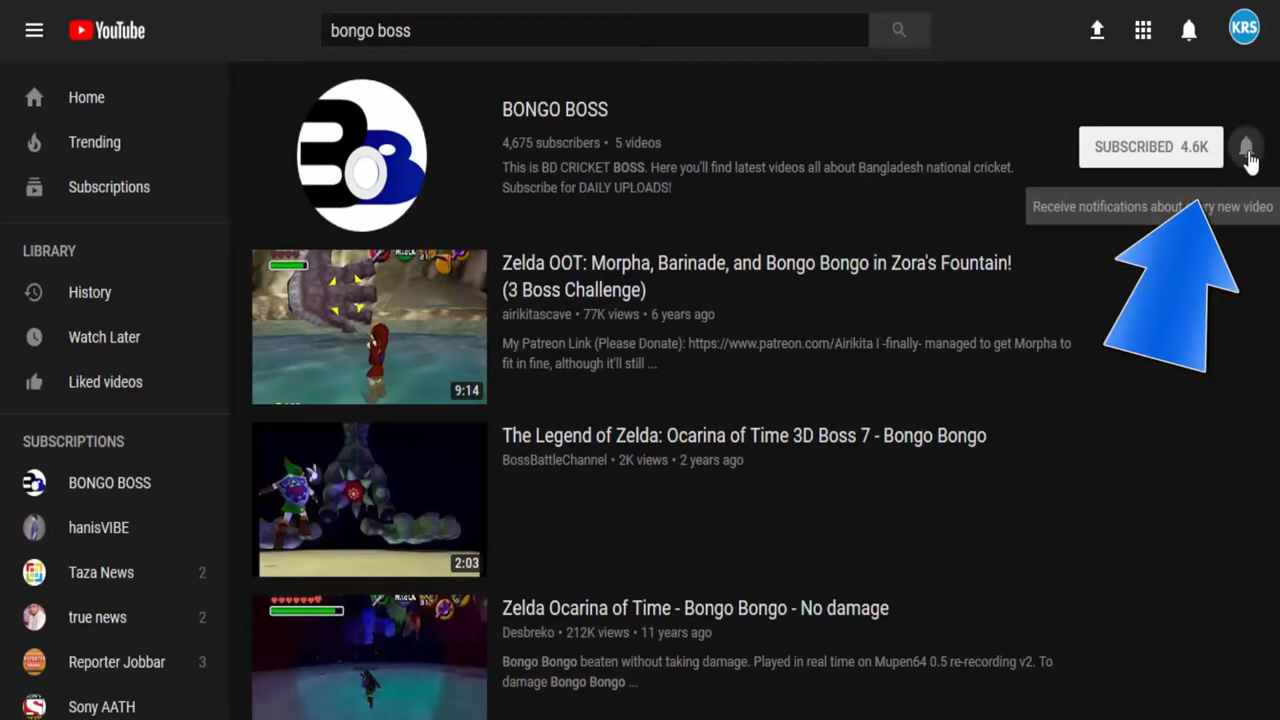 YouTube
bongo boss
KRS
Home
Trending
Subscriptions
LIBRARY
History
Watch Later
Liked videos
SUBSCRIPTIONS
BONGO BOSS
hanisVIBE
Taza News 2
true news 2
Reporter Jobbar 3
Sony AATH
BONGO BOSS
4,675 subscribers • 5 videos
This is BD CRICKET BOSS. Here you'll find latest videos all about Bangladesh national cricket.
Subscribe for DAILY UPLOADS!
SUBSCRIBED 4.6K
Receive notifications about new video
Zelda OOT: Morpha, Barinade, and Bongo Bongo in Zora's Fountain!
(3 Boss Challenge)
airikitascave • 77K views • 6 years ago
My Patreon Link (Please Donate): https://www.patreon.com/Airikita I -finally- managed to get Morpha to
fit in fine, although it'll still ...
9:14
The Legend of Zelda: Ocarina of Time 3D Boss 7 - Bongo Bongo
BossBattleChannel • 2K views • 2 years ago
2:03
Zelda Ocarina of Time - Bongo Bongo - No damage
Desbreko • 212K views • 11 years ago
Bongo Bongo beaten without taking damage. Played in real time on Mupen64 0.5 re-recording v2. To
damage Bongo Bongo ...